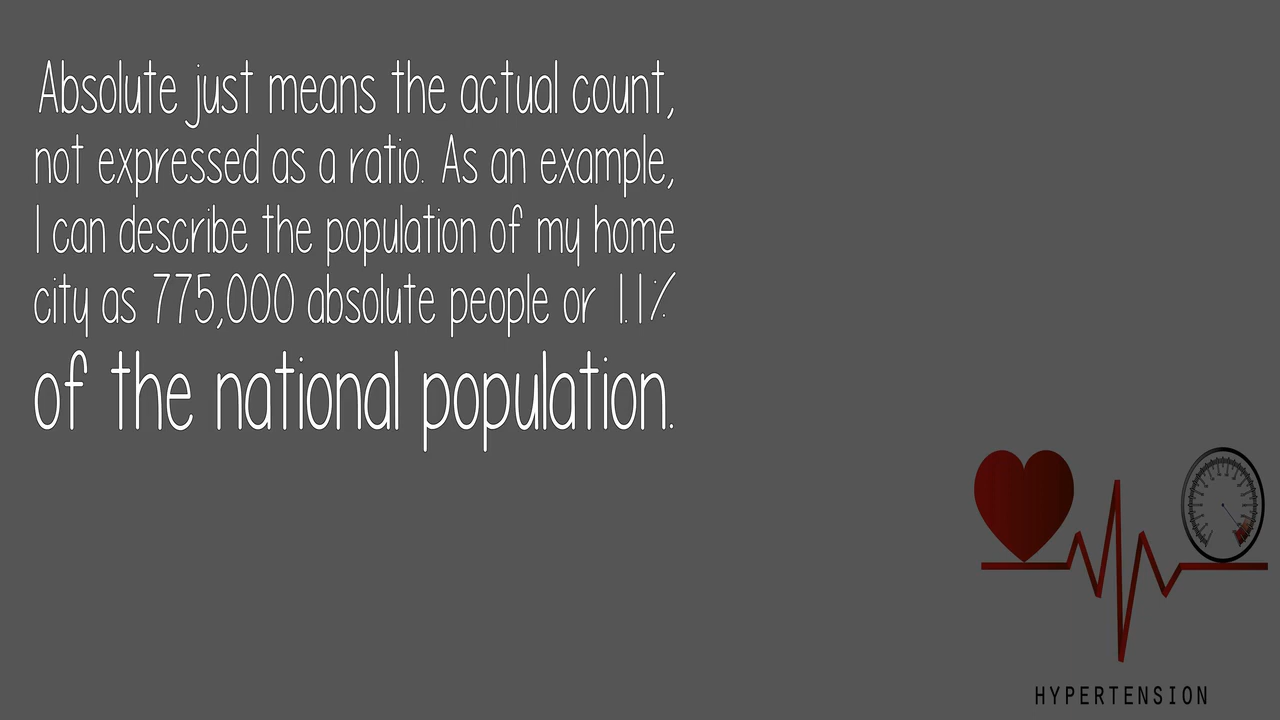 Absolute just means the actual count,
not expressed as a ratio. As an example,
I can describe the population of my home
city as 775,000 absolute people or 1.1%
of the national population.
HYPERTENSION